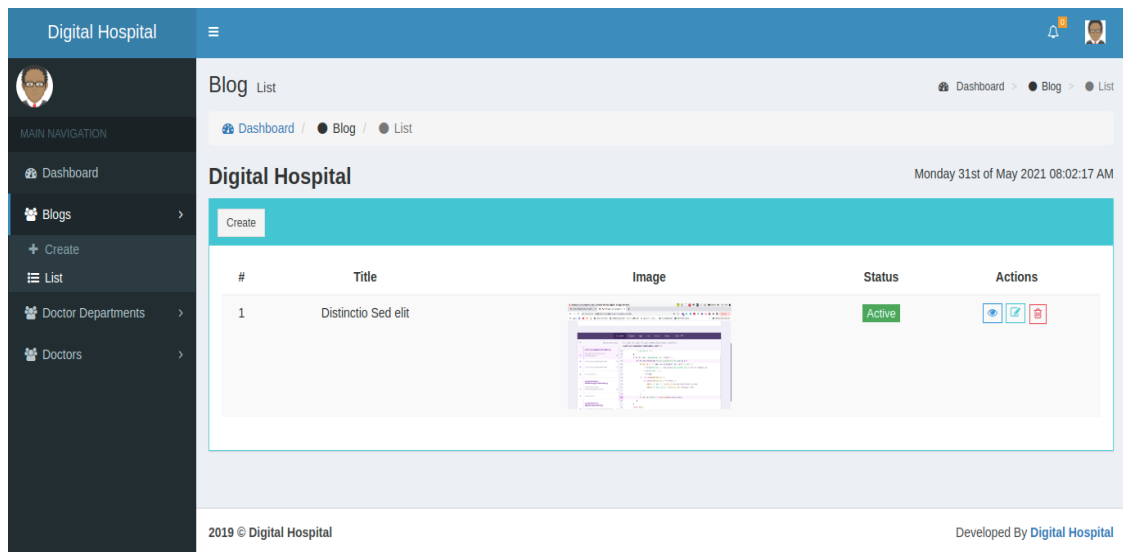 Digital Hospital
0
MAIN NAVIGATION
Dashboard
Blogs
Create
List
Doctor Departments
Doctors
Blog List
Dashboard > Blog > List
Dashboard / Blog / List
Digital Hospital
Monday 31st of May 2021 08:02:17 AM
Create
# Title Image Status Actions
1 Distinctio Sed elit Active
2019 © Digital Hospital
Developed By Digital Hospital